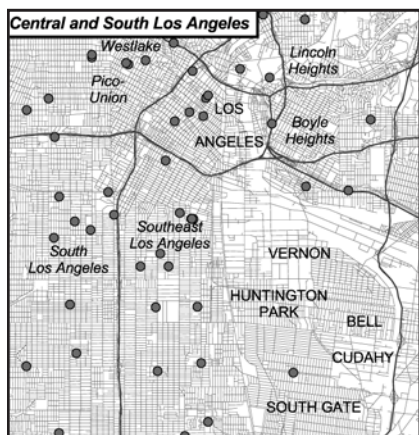 Central and South Los Angeles
Westlake
Lincoln
Heights
Pico-
Union
LOS
ANGELES
Boyle
Heights
Southeast
Los Angeles
South
Los Angeles
VERNON
HUNTINGTON
PARK
BELL
CUDAHY
SOUTH GATE